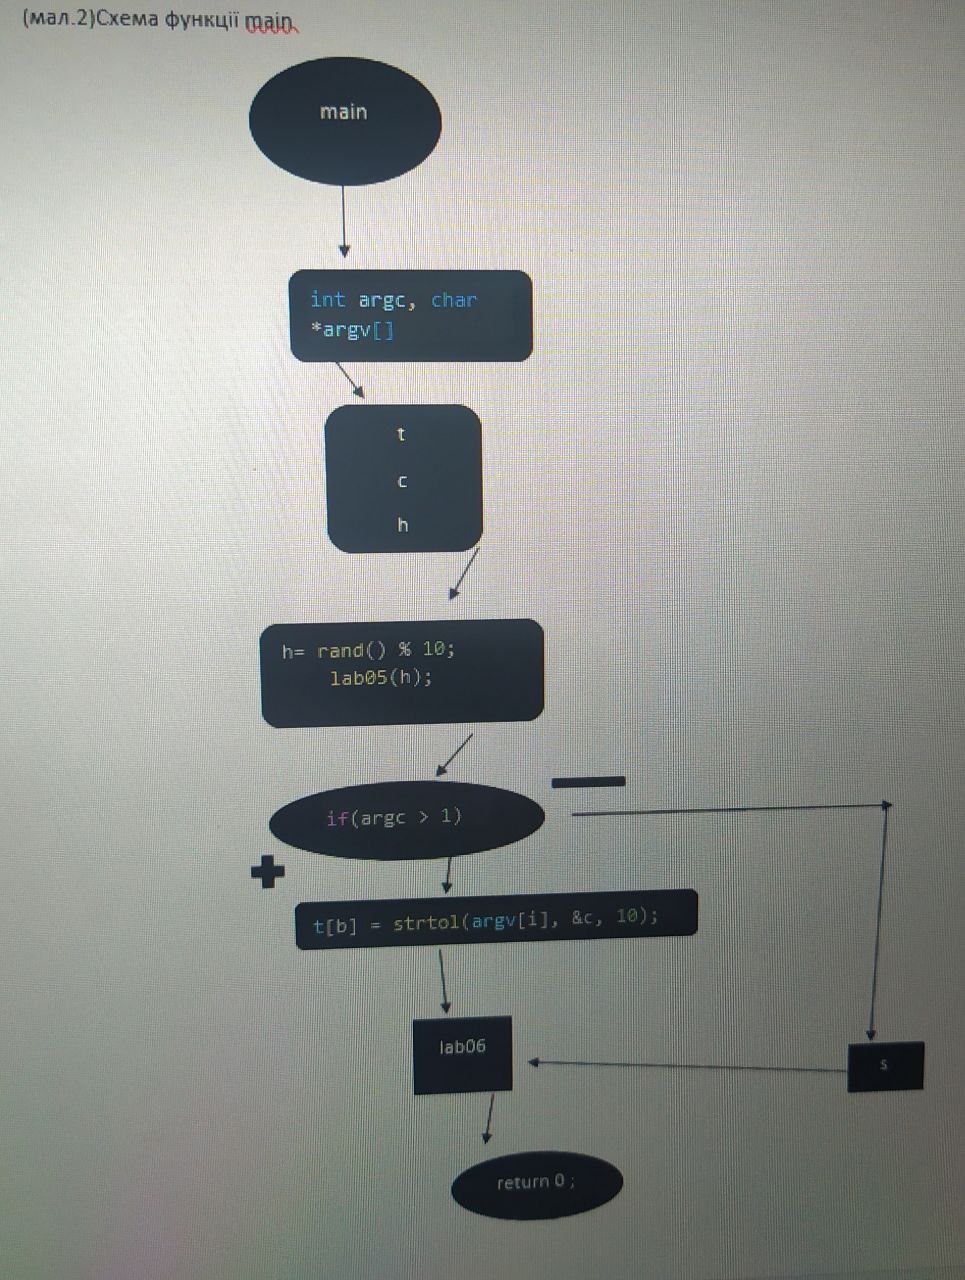 (мал.2)Схема функції main
main
int argc, char
*argv[]
t
c
h
h= rand() % 10;
lab05(h);
if(argc > 1)
t[b] = strtol(argv[i], &c, 10);
lab06
s
return 0 ;